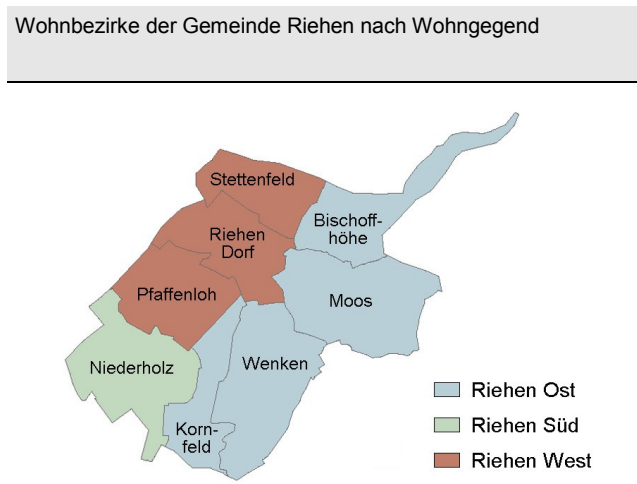 Wohnbezirke der Gemeinde Riehen nach Wohngegend
Stettenfeld
Bischoff-
höhe
Riehen
Dorf
Pfaffenloh
Moos
Niederholz
Wenken
Korn-
feld
Riehen Ost
Riehen Süd
Riehen West